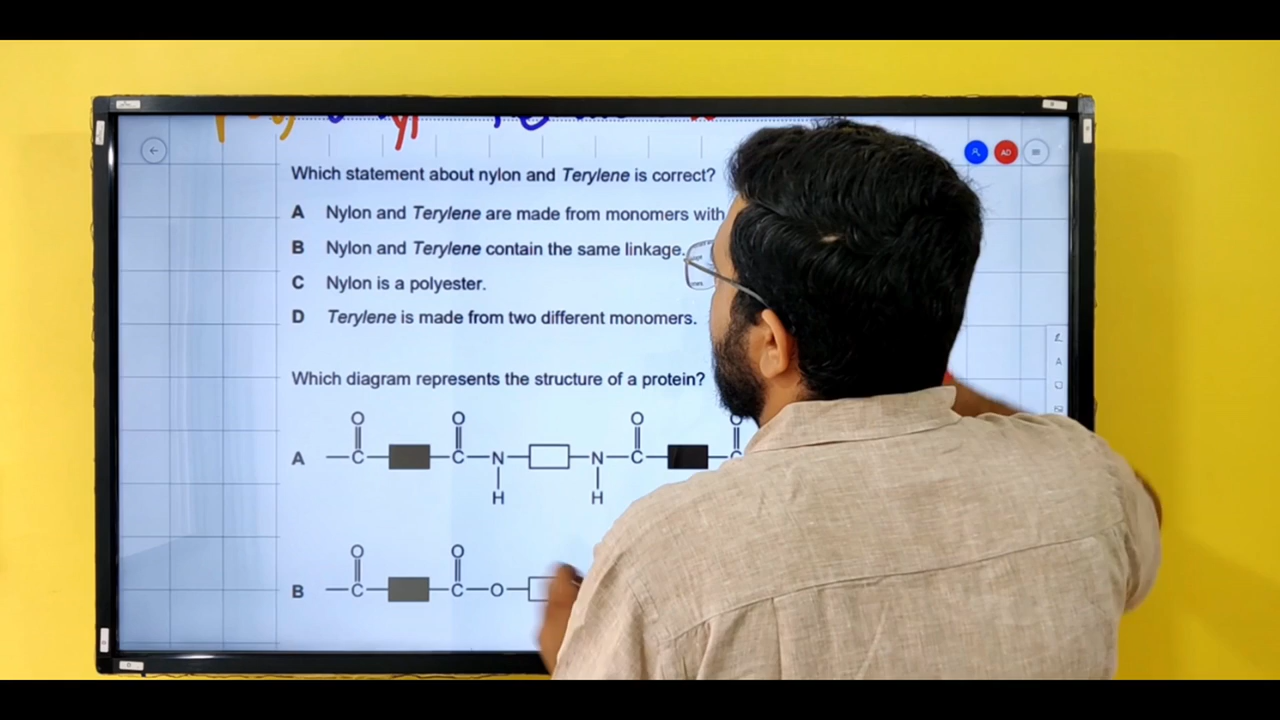 AD
Which statement about nylon and Terylene is correct?
A Nylon and Terylene are made from monomers with
B Nylon and Terylene contain the same linkage.
C Nylon is a polyester.
D Terylene is made from two different monomers.
A
Which diagram represents the structure of a protein?
O O O O
A C C N N C C
H H
O O
B C C O